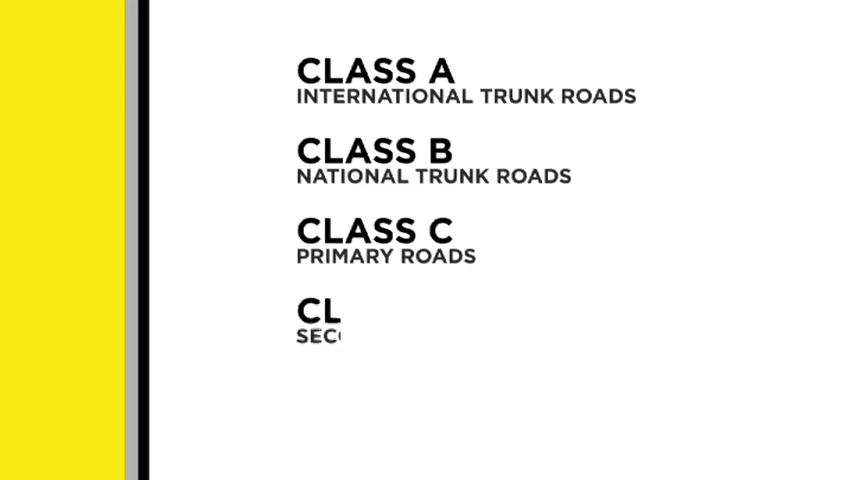 CLASS A
INTERNATIONAL TRUNK ROADS
CLASS B
NATIONAL TRUNK ROADS
CLASS C
PRIMARY ROADS